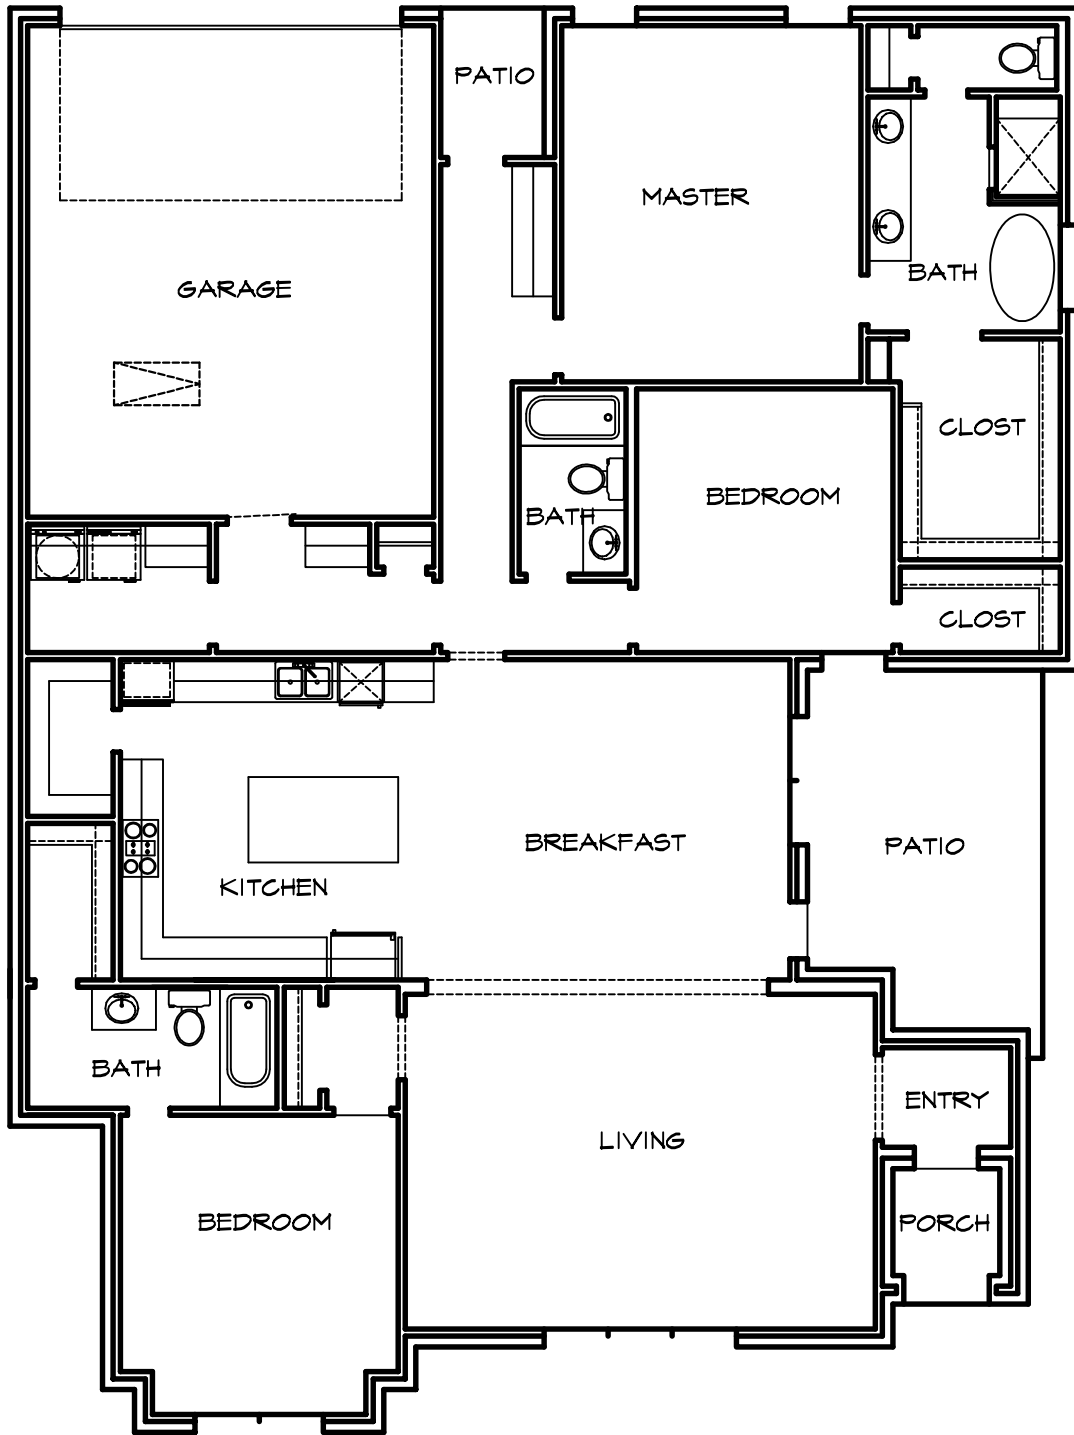 PATIO
MASTER
BATH
GARAGE
CLOST
BEDROOM
BATH
CLOST
BREAKFAST
PATIO
KITCHEN
BATH
ENTRY
LIVING
BEDROOM
PORCH